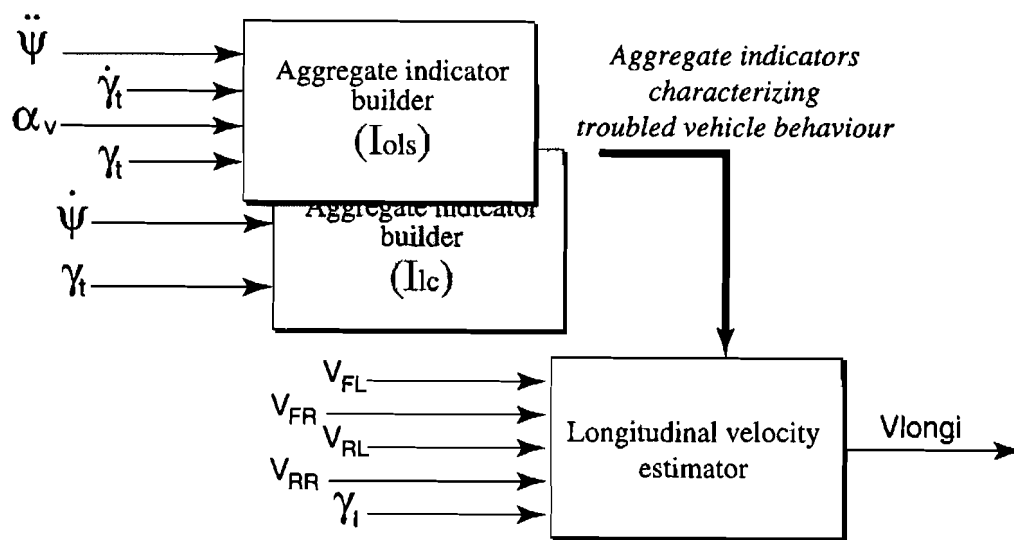 ψ̈
γ̇t
αv
γt
Aggregate indicator
builder
(Iols)
ψ̇
γt
Aggregate indicator
builder
(Ilc)
Aggregate indicators
characterizing
troubled vehicle behaviour
VFL
VFR
VRL
VRR
γl
Longitudinal velocity
estimator
Vlongi